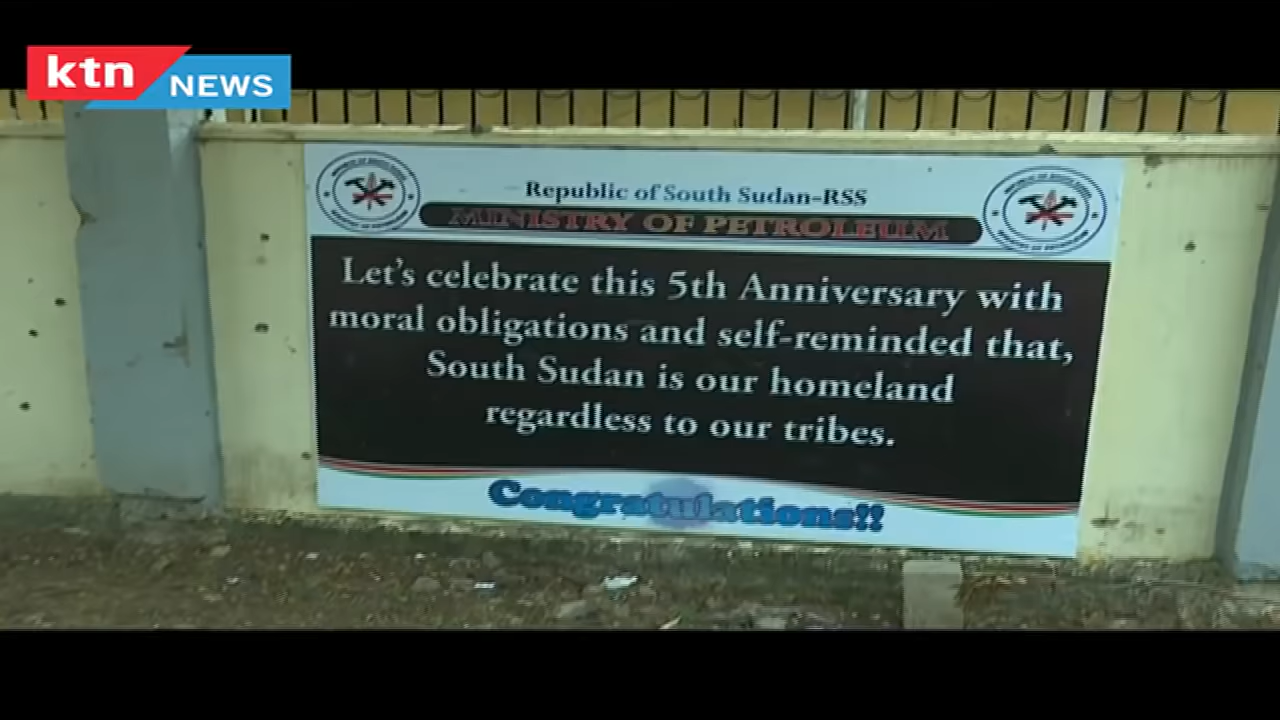 ktn NEWS
Republic of South Sudan-RSS
MINISTRY OF PETROLEUM
Let's celebrate this 5th Anniversary with
moral obligations and self-reminded that,
South Sudan is our homeland
regardless to our tribes.
Congratulations!!